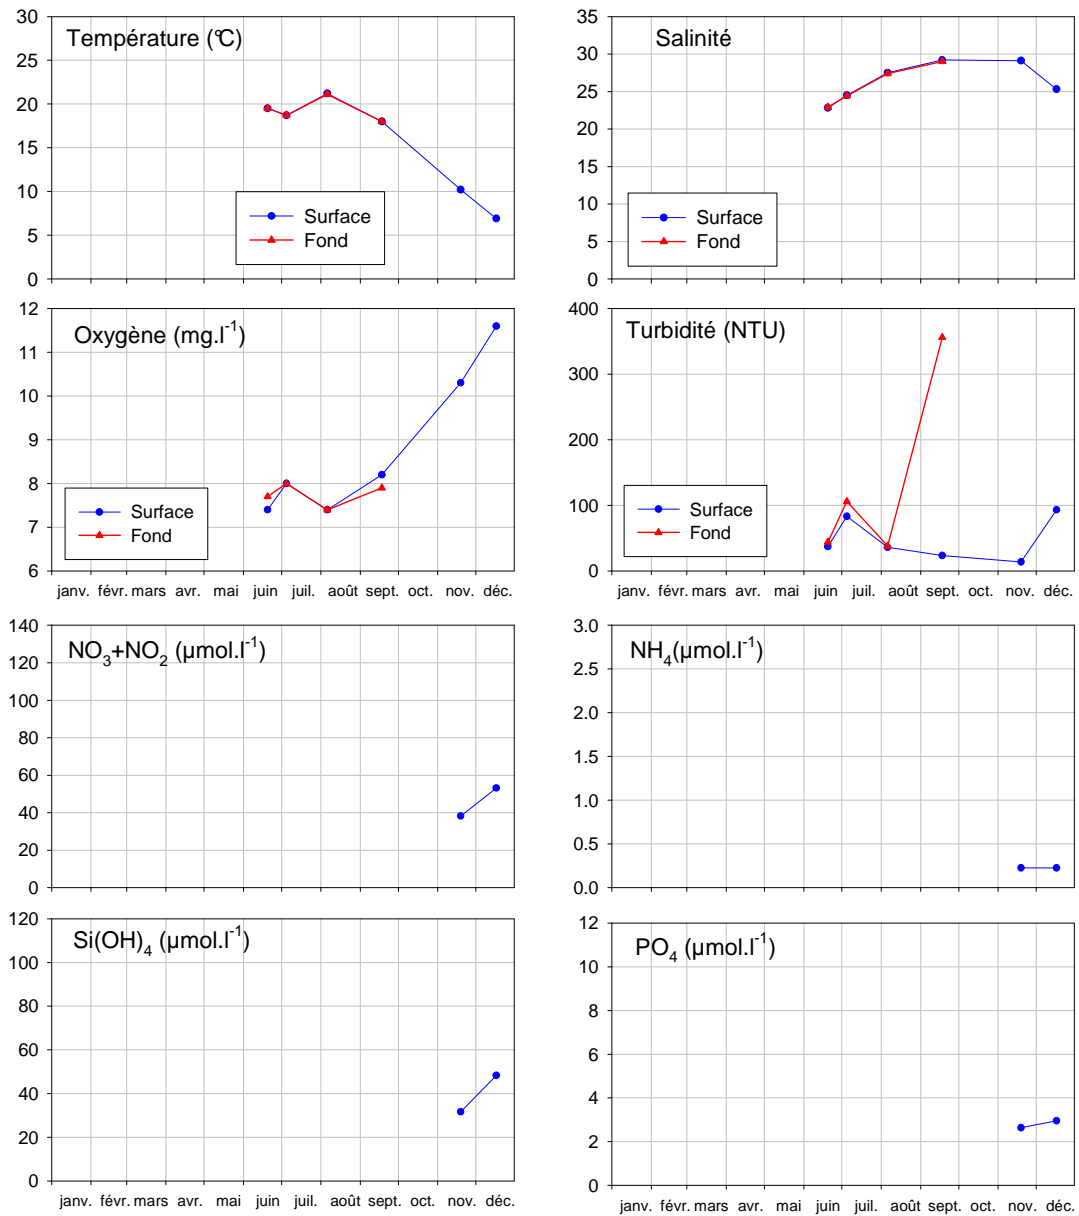 Température (°C)
30
25
20
15
10
5
0
Surface
Fond
Salinité
35
30
25
20
15
10
5
0
Surface
Fond
Oxygène (mg.l-1)
12
11
10
9
8
7
6
Surface
Fond
janv. févr. mars avr. mai juin juil. août sept. oct. nov. déc.
Turbidité (NTU)
400
300
200
100
0
Surface
Fond
janv. févr. mars avr. mai juin juil. août sept. oct. nov. déc.
NO3+NO2 (µmol.l-1)
140
120
100
80
60
40
20
0
NH4(µmol.l-1)
3.0
2.5
2.0
1.5
1.0
0.5
0.0
Si(OH)4 (µmol.l-1)
120
100
80
60
40
20
0
janv. févr. mars avr. mai juin juil. août sept. oct. nov. déc.
PO4 (µmol.l-1)
12
10
8
6
4
2
0
janv. févr. mars avr. mai juin juil. août sept. oct. nov. déc.